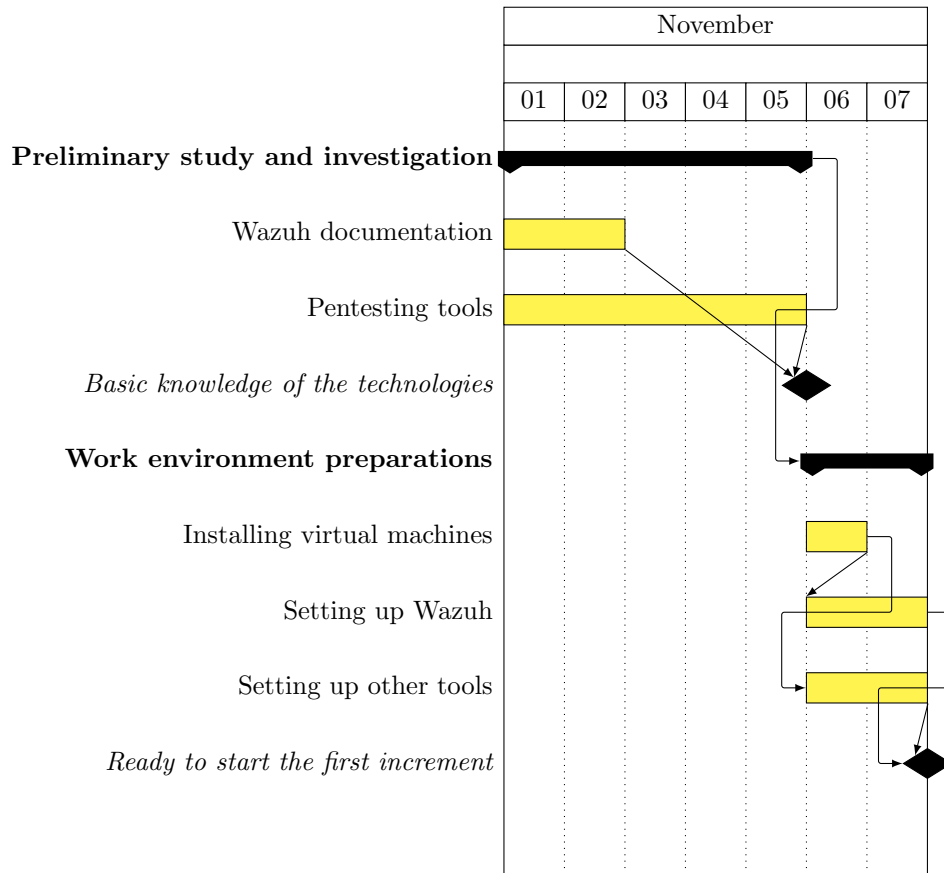 November
01 02 03 04 05 06 07
Preliminary study and investigation
Wazuh documentation
Pentesting tools
Basic knowledge of the technologies
Work environment preparations
Installing virtual machines
Setting up Wazuh
Setting up other tools
Ready to start the first increment